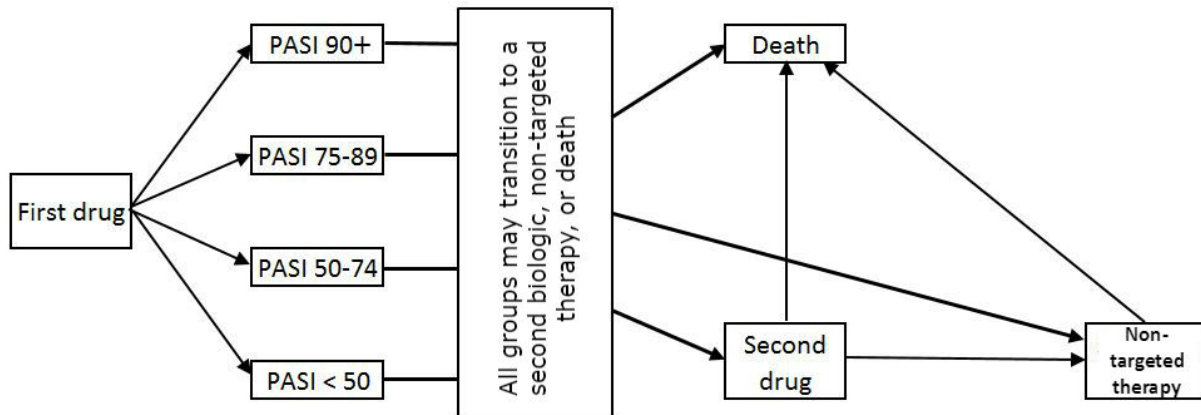 First drug
PASI 90+
PASI 75-89
PASI 50-74
PASI < 50
All groups may transition to a
second biologic, non-targeted
therapy, or death
Death
Second
drug
Non-
targeted
therapy